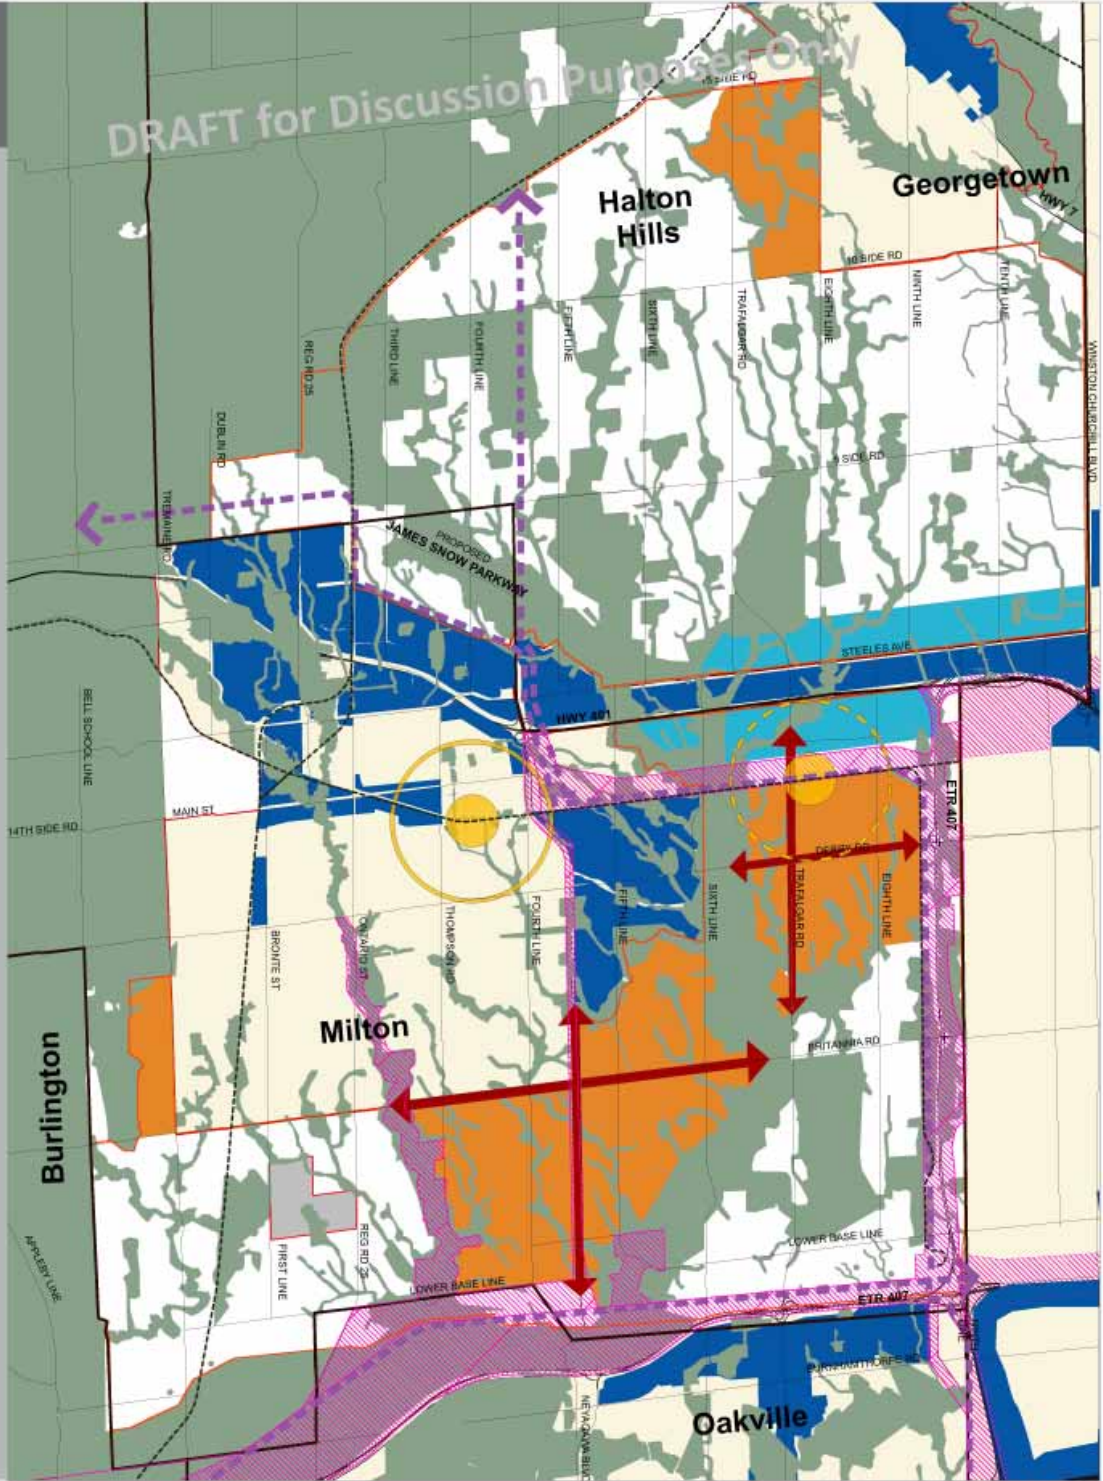 DRAFT for Discussion Purposes Only
15 SIDE RD
Georgetown
HWY 7
Halton
Hills
10 SIDE RD
TENTH LINE
NINTH LINE
EIGHTH LINE
TRAFALGAR RD
SIXTH LINE
FIFTH LINE
FOURTH LINE
THIRD LINE
REG RD 25
WINSTON CHURCHILL BLVD
DUBLIN RD
5 SIDE RD
TREMAINE RD
PROPOSED
JAMES SNOW PARKWAY
STEELES AVE
HWY 401
BELL SCHOOL LINE
ETR 407
MAIN ST
14TH SIDE RD
DERRY RD
TRAFALGAR RD
EIGHTH LINE
SIXTH LINE
FIFTH LINE
FOURTH LINE
THOMPSON RD
ONTARIO ST
BRONTE ST
Milton
BRITANNIA RD
Burlington
LOWER BASE LINE
APPLEBY LINE
FIRST LINE
REG RD 25
LOWER BASE LINE
ETR 407
BURNHAMTHORPE RD
NEYAGAWA BLVD
Oakville